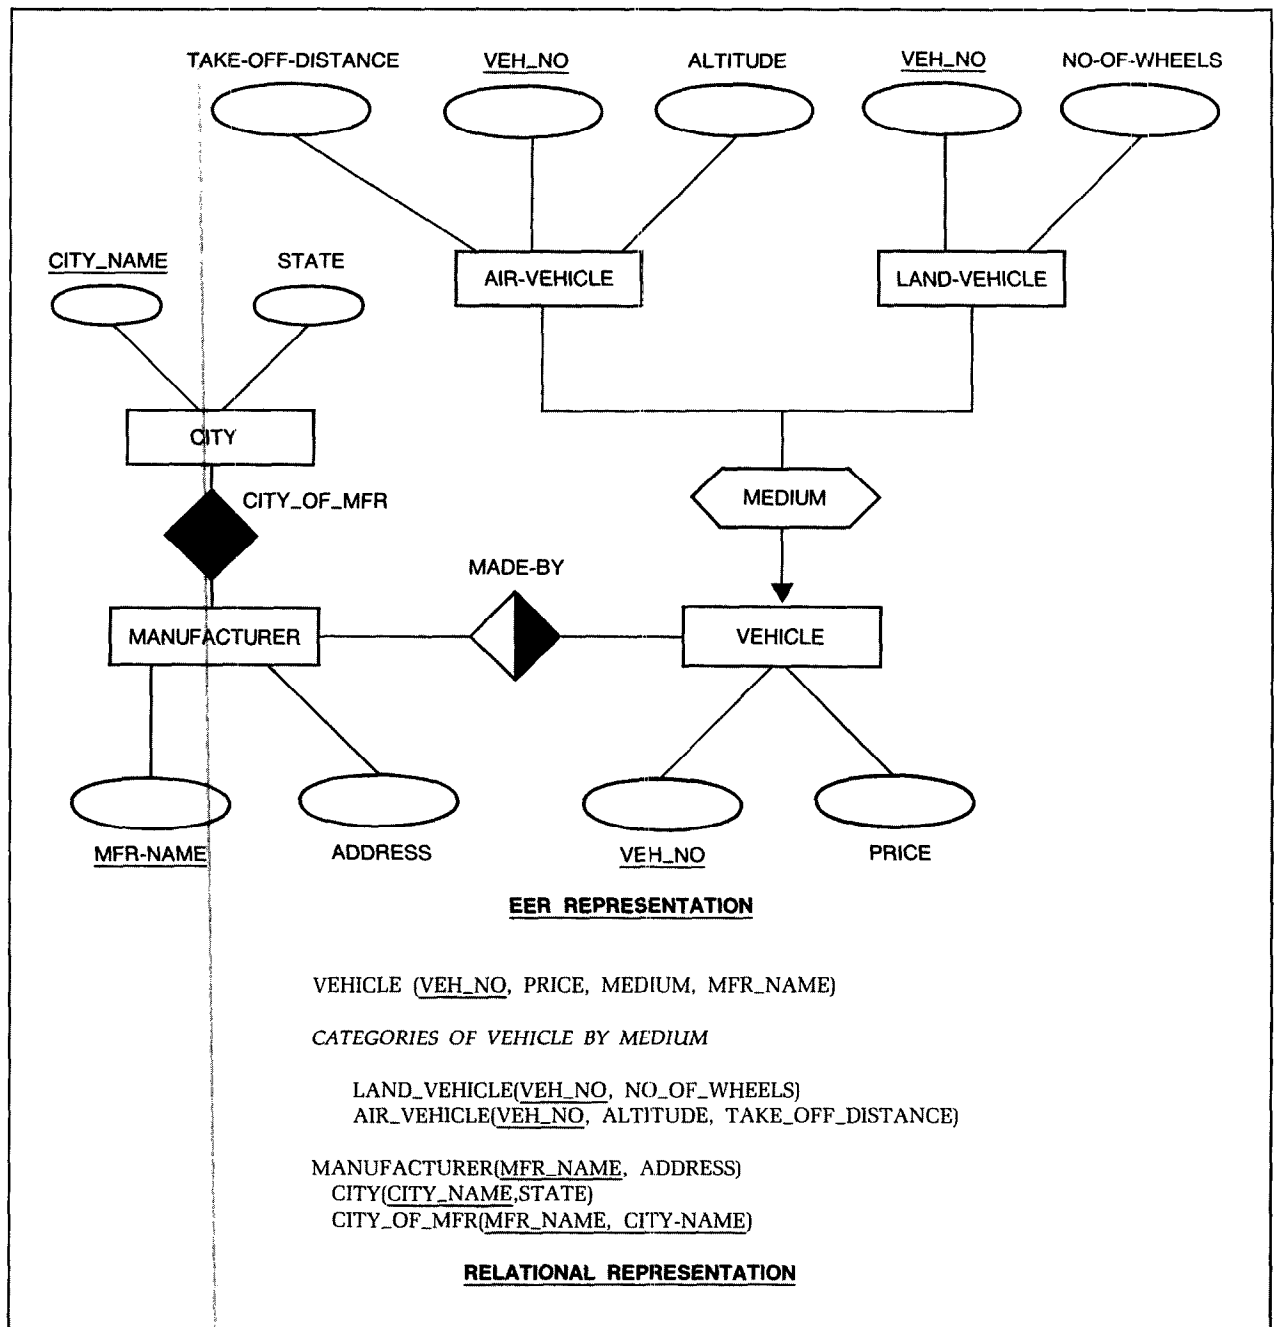 TAKE-OFF-DISTANCE VEH_NO ALTITUDE VEH_NO NO-OF-WHEELS
CITY_NAME STATE
AIR-VEHICLE LAND-VEHICLE
CITY
CITY_OF_MFR
MEDIUM
MADE-BY
MANUFACTURER VEHICLE
MFR-NAME ADDRESS VEH_NO PRICE
EER REPRESENTATION
VEHICLE (VEH_NO, PRICE, MEDIUM, MFR_NAME)
CATEGORIES OF VEHICLE BY MEDIUM
LAND_VEHICLE(VEH_NO, NO_OF_WHEELS)
AIR_VEHICLE(VEH_NO, ALTITUDE, TAKE_OFF_DISTANCE)
MANUFACTURER(MFR_NAME, ADDRESS)
CITY(CITY_NAME,STATE)
CITY_OF_MFR(MFR_NAME, CITY-NAME)
RELATIONAL REPRESENTATION